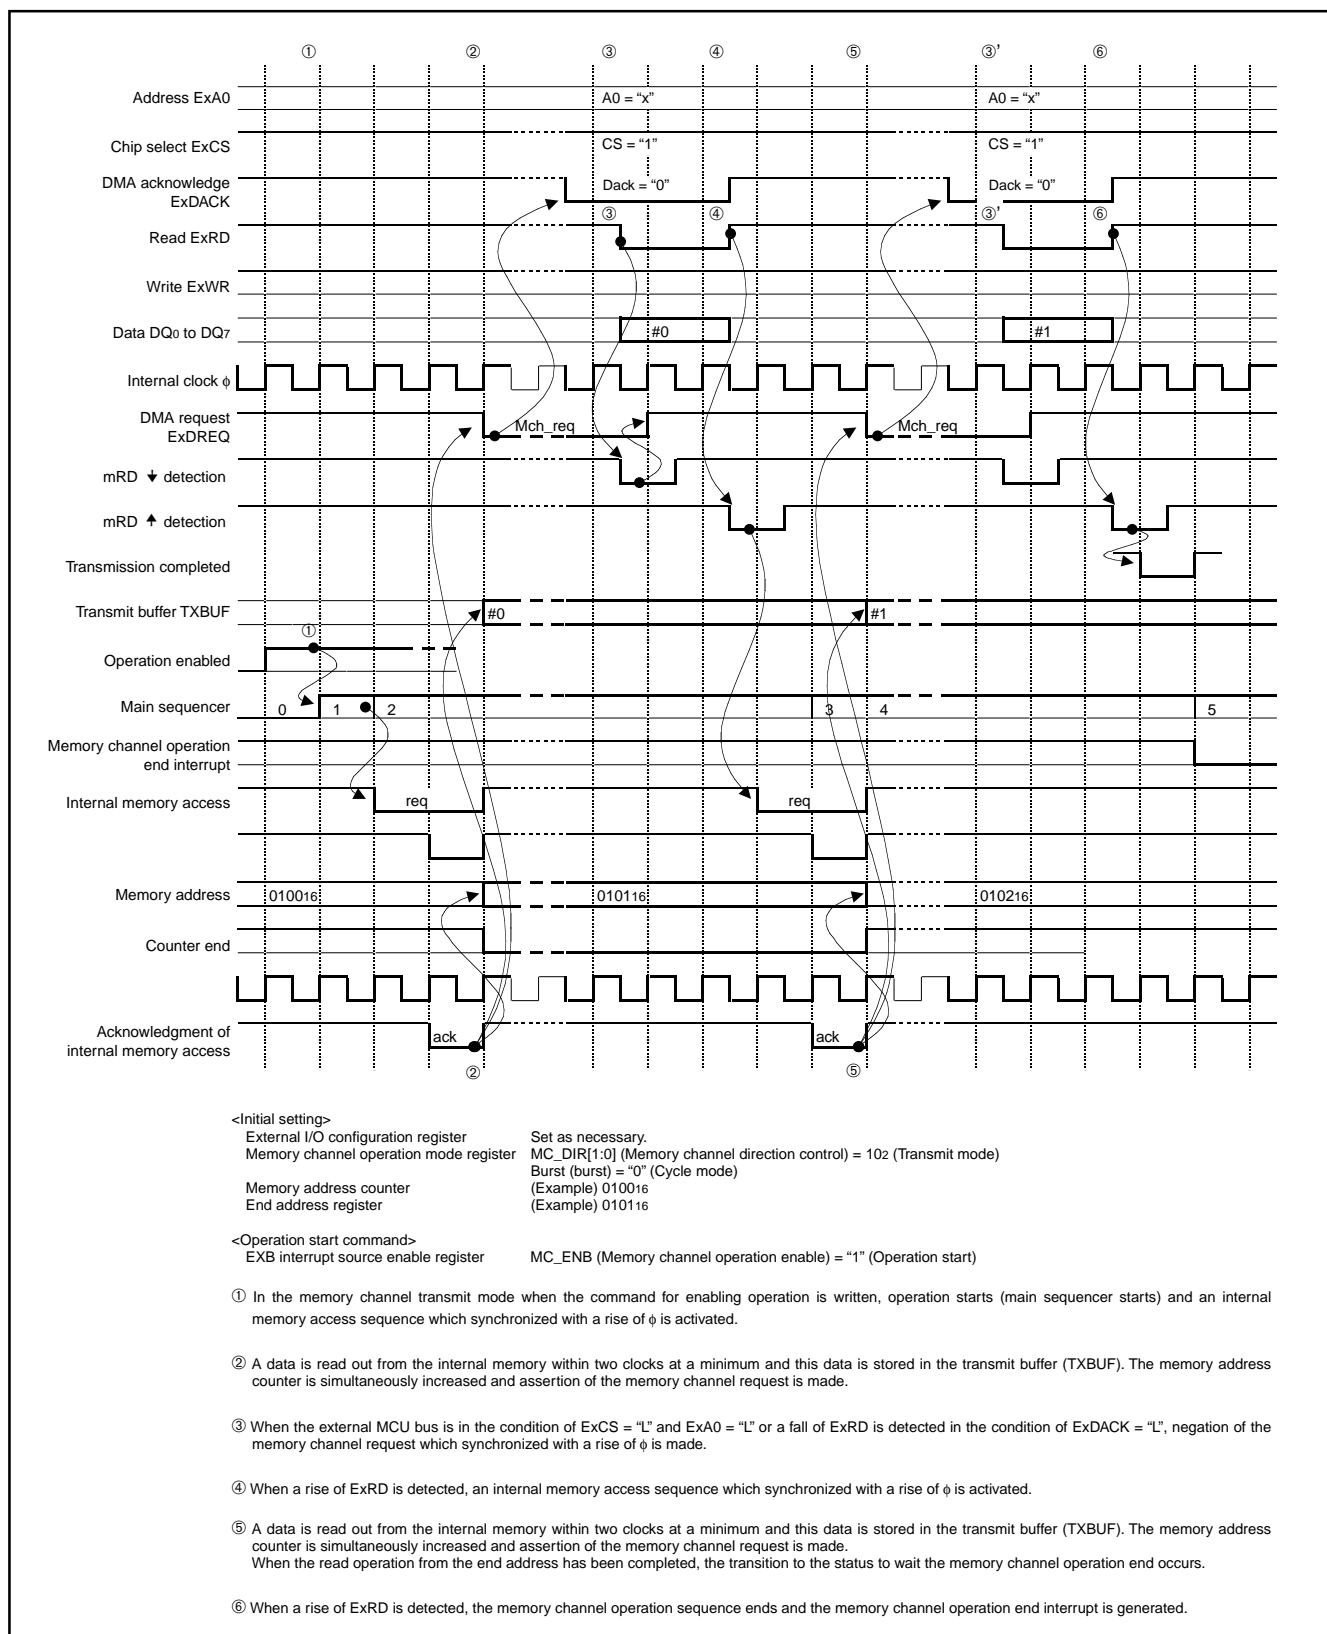 ① ② ③ ④ ⑤ ③’ ⑥
Address ExA0 A0 = “x” A0 = “x”
Chip select ExCS CS = “1” CS = “1”
DMA acknowledge
ExDACK Dack = “0” Dack = “0”
③ ④ ③’ ⑥
Read ExRD
Write ExWR
Data DQ0 to DQ7 #0 #1
Internal clock ϕ
DMA request
ExDREQ Mch_req Mch_req
mRD ↓ detection
mRD ↑ detection
Transmission completed
Transmit buffer TXBUF #0 #1
①
Operation enabled
Main sequencer 0 1 2 3 4 5
Memory channel operation
end interrupt
Internal memory access req req
Memory address 010016 010116 010216
Counter end
Acknowledgment of
internal memory access ack ack
② ⑤
<Initial setting>
External I/O configuration register Set as necessary.
Memory channel operation mode register MC_DIR[1:0] (Memory channel direction control) = 102 (Transmit mode)
Burst (burst) = “0” (Cycle mode)
Memory address counter (Example) 010016
End address register (Example) 010116
<Operation start command>
EXB interrupt source enable register MC_ENB (Memory channel operation enable) = “1” (Operation start)
① In the memory channel transmit mode when the command for enabling operation is written, operation starts (main sequencer starts) and an internal
memory access sequence which synchronized with a rise of ϕ is activated.
② A data is read out from the internal memory within two clocks at a minimum and this data is stored in the transmit buffer (TXBUF). The memory address
counter is simultaneously increased and assertion of the memory channel request is made.
③ When the external MCU bus is in the condition of ExCS = “L” and ExA0 = “L” or a fall of ExRD is detected in the condition of ExDACK = “L”, negation of the
memory channel request which synchronized with a rise of ϕ is made.
④ When a rise of ExRD is detected, an internal memory access sequence which synchronized with a rise of ϕ is activated.
⑤ A data is read out from the internal memory within two clocks at a minimum and this data is stored in the transmit buffer (TXBUF). The memory address
counter is simultaneously increased and assertion of the memory channel request is made.
When the read operation from the end address has been completed, the transition to the status to wait the memory channel operation end occurs.
⑥ When a rise of ExRD is detected, the memory channel operation sequence ends and the memory channel operation end interrupt is generated.